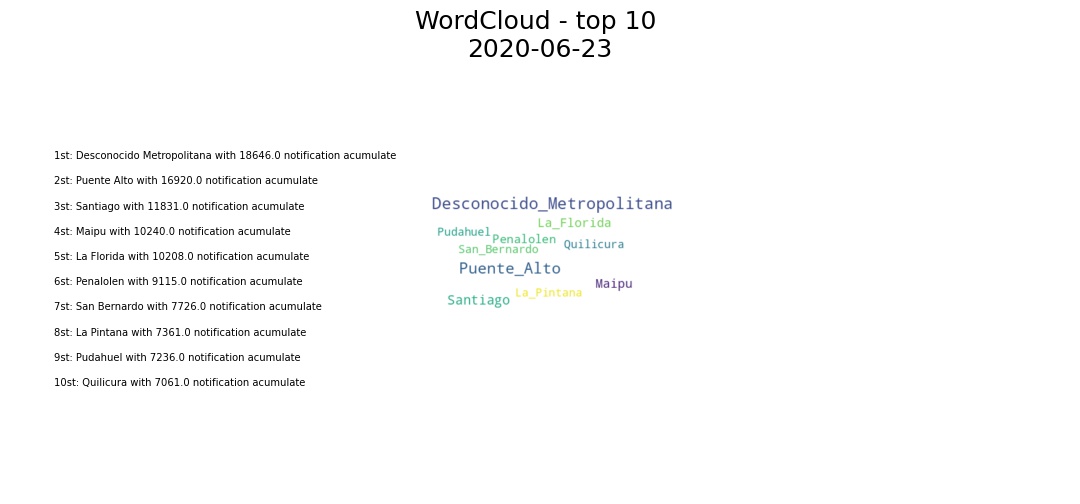 WordCloud - top 10
2020-06-23
1st: Desconocido Metropolitana with 18646.0 notification acumulate
2st: Puente Alto with 16920.0 notification acumulate
3st: Santiago with 11831.0 notification acumulate
4st: Maipu with 10240.0 notification acumulate
5st: La Florida with 10208.0 notification acumulate
6st: Penalolen with 9115.0 notification acumulate
7st: San Bernardo with 7726.0 notification acumulate
8st: La Pintana with 7361.0 notification acumulate
9st: Pudahuel with 7236.0 notification acumulate
10st: Quilicura with 7061.0 notification acumulate
Desconocido_Metropolitana
La_Florida
Pudahuel
Penalolen
Quilicura
San_Bernardo
Puente_Alto
Maipu
La_Pintana
Santiago